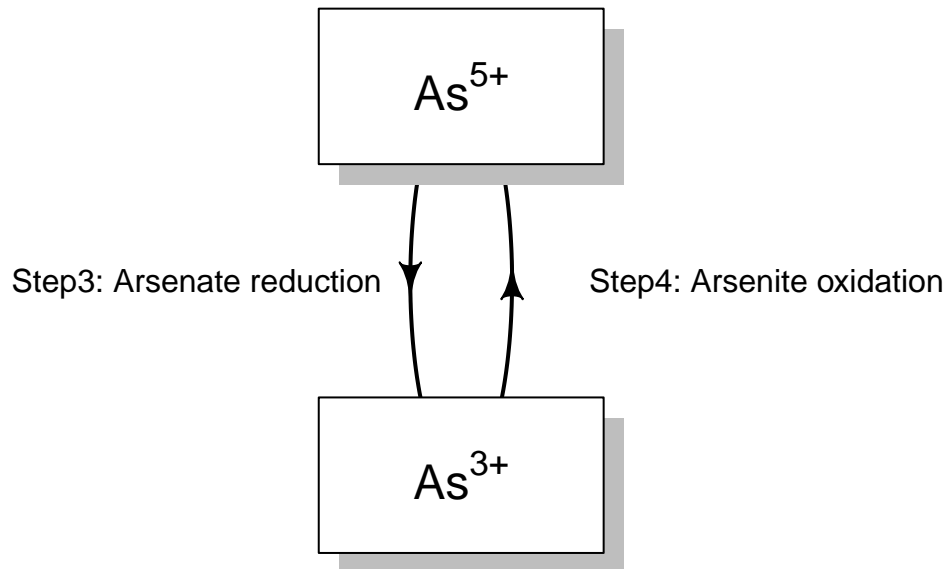 As5+
Step3: Arsenate reduction
Step4: Arsenite oxidation
As3+